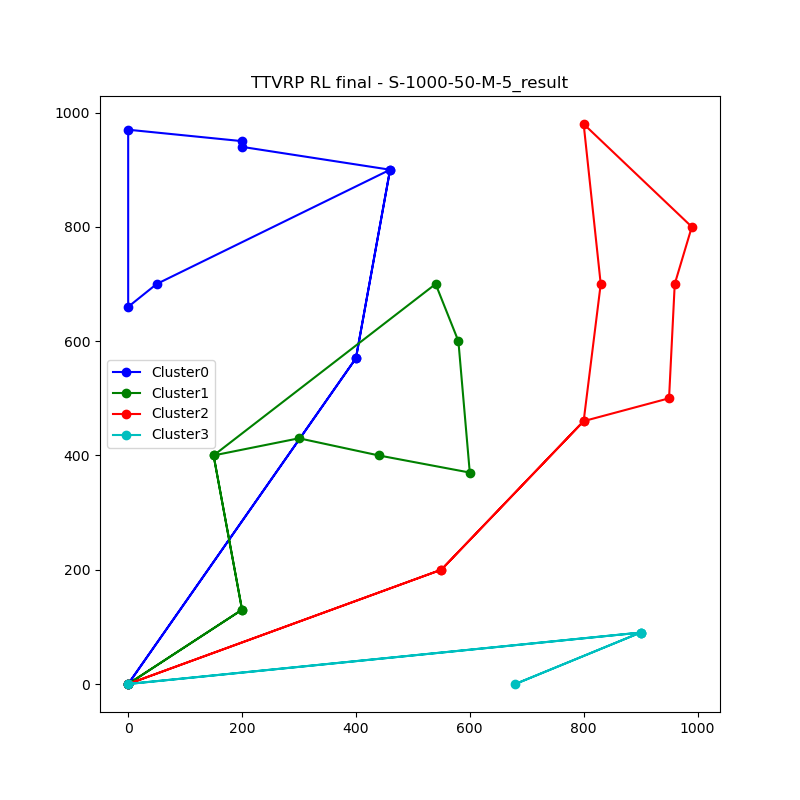 TTVRP RL final - S-1000-50-M-5_result
1000
800
600
400
200
0
Cluster0
Cluster1
Cluster2
Cluster3
0 200 400 600 800 1000